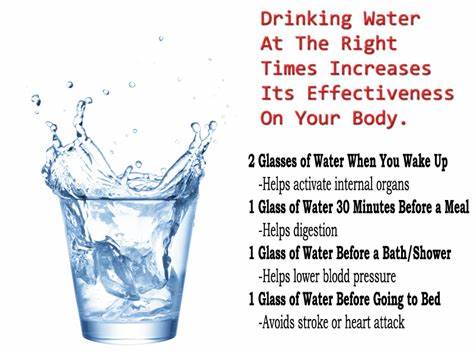 Drinking Water
At The Right
Times Increases
Its Effectiveness
On Your Body.
2 Glasses of Water When You Wake Up
-Helps activate internal organs
1 Glass of Water 30 Minutes Before a Meal
-Helps digestion
1 Glass of Water Before a Bath/Shower
-Helps lower blodd pressure
1 Glass of Water Before Going to Bed
-Avoids stroke or heart attack